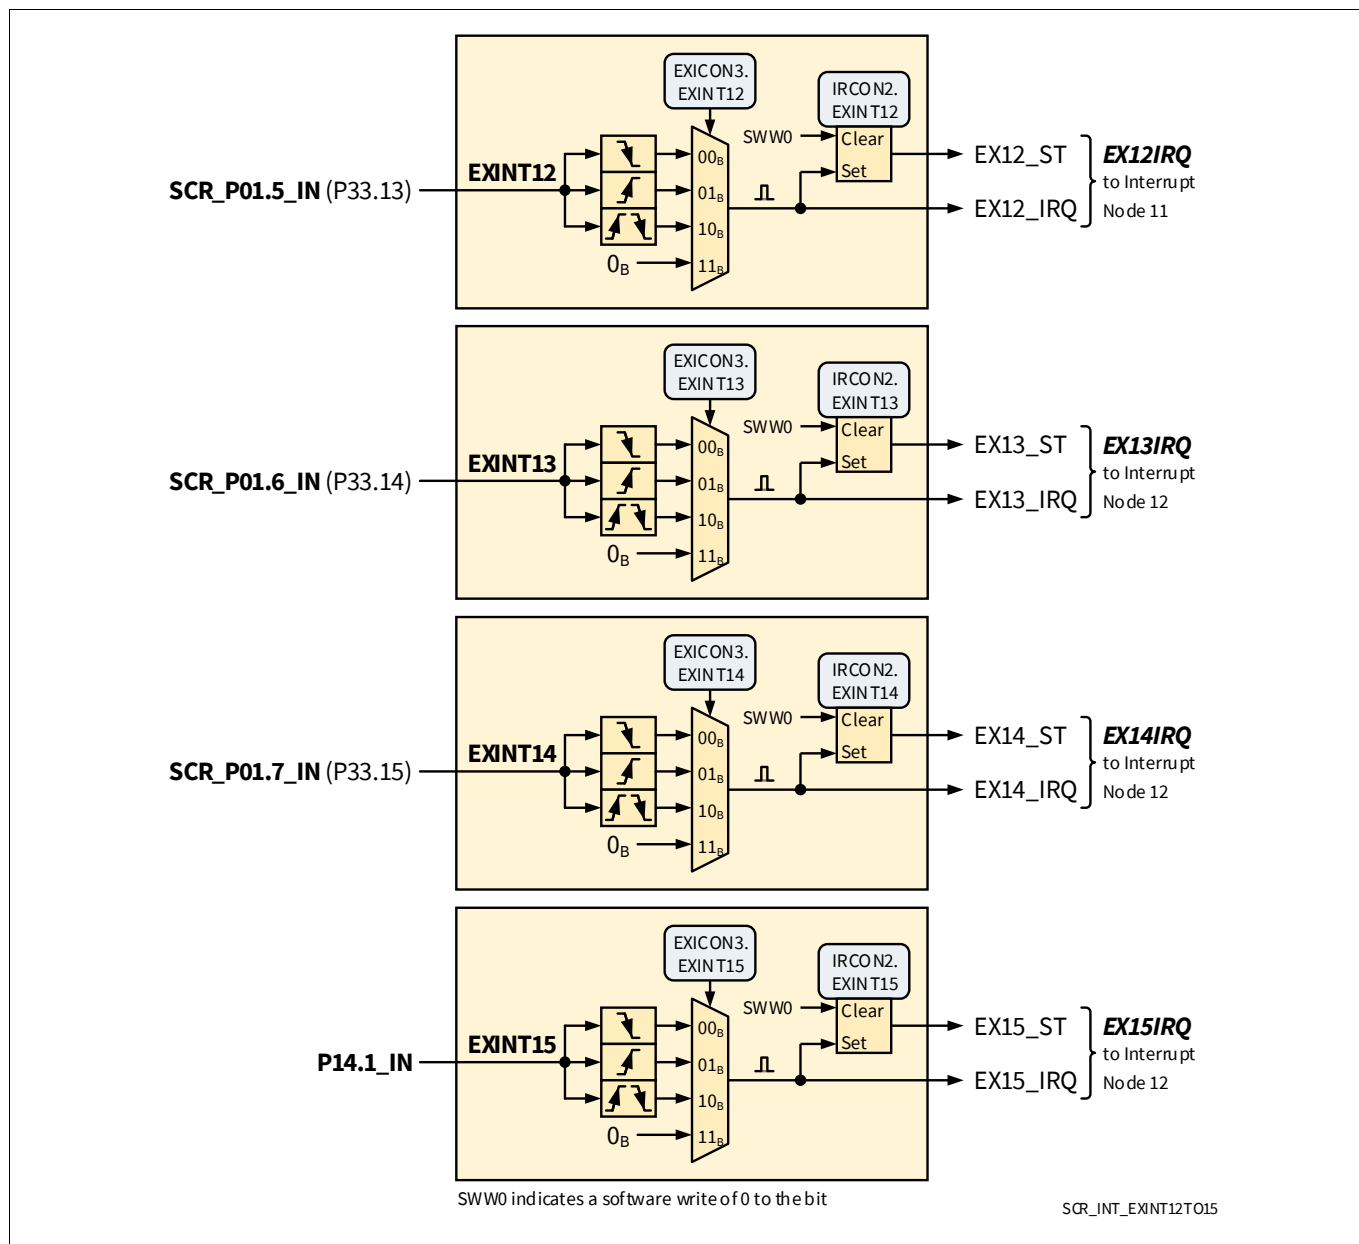 EXICON3.
EXINT12
IRCON2.
EXINT12
SWW0
Clear
Set
00B
01B
10B
11B
0B
EXINT12
SCR_P01.5_IN (P33.13)
EX12_ST
EX12_IRQ
EX12IRQ
to Interrupt
Node 11
EXICON3.
EXINT13
IRCON2.
EXINT13
SWW0
Clear
Set
00B
01B
10B
11B
0B
EXINT13
SCR_P01.6_IN (P33.14)
EX13_ST
EX13_IRQ
EX13IRQ
to Interrupt
Node 12
EXICON3.
EXINT14
IRCON2.
EXINT14
SWW0
Clear
Set
00B
01B
10B
11B
0B
EXINT14
SCR_P01.7_IN (P33.15)
EX14_ST
EX14_IRQ
EX14IRQ
to Interrupt
Node 12
EXICON3.
EXINT15
IRCON2.
EXINT15
SWW0
Clear
Set
00B
01B
10B
11B
0B
EXINT15
P14.1_IN
EX15_ST
EX15_IRQ
EX15IRQ
to Interrupt
Node 12
SWW0 indicates a software write of 0 to the bit
SCR_INT_EXINT12TO15